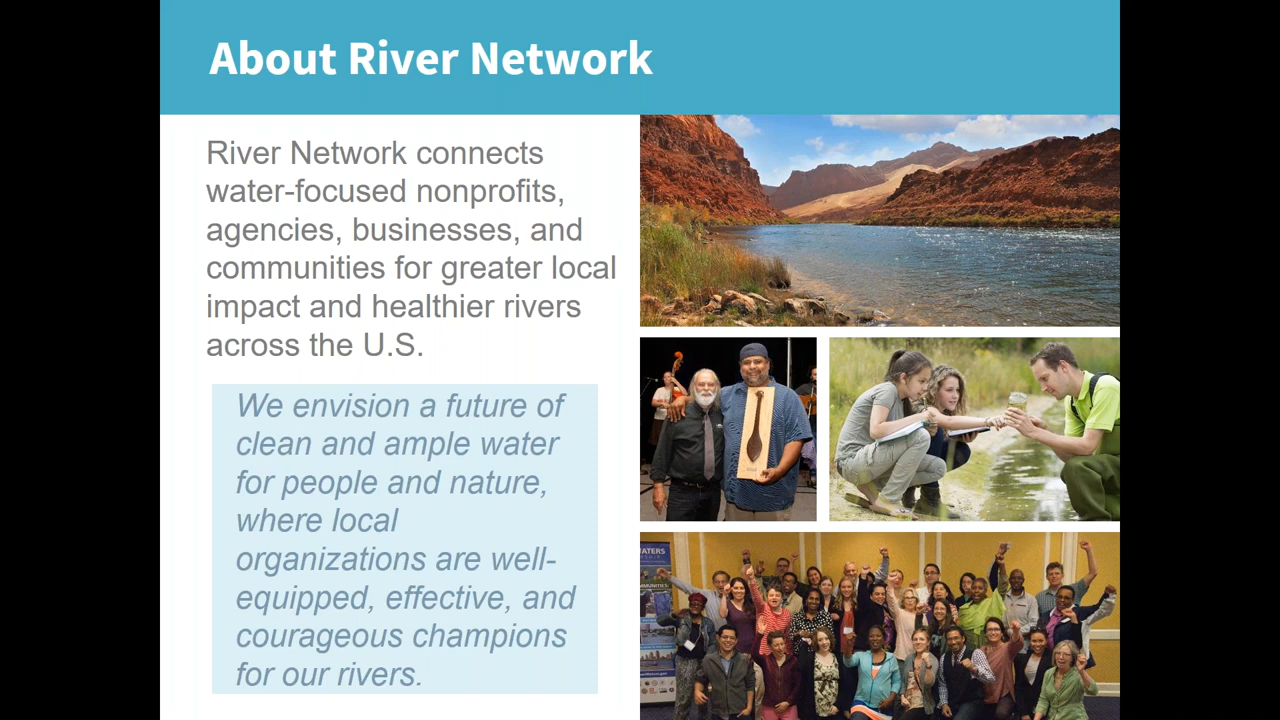 About River Network
River Network connects
water-focused nonprofits,
agencies, businesses, and
communities for greater local
impact and healthier rivers
across the U.S.
We envision a future of
clean and ample water
for people and nature,
where local
organizations are well-
equipped, effective, and
courageous champions
for our rivers.